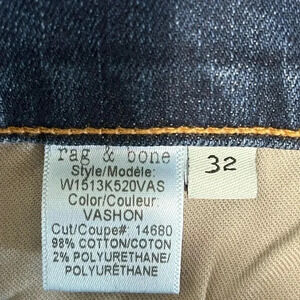 rag & bone
Style/Modèle:
W1513K520VAS
Color/Couleur:
VASHON
Cut/Coupe#: 14680
98% COTTON/COTON
2% POLYURETHANE/
POLYURÉTHANE
32